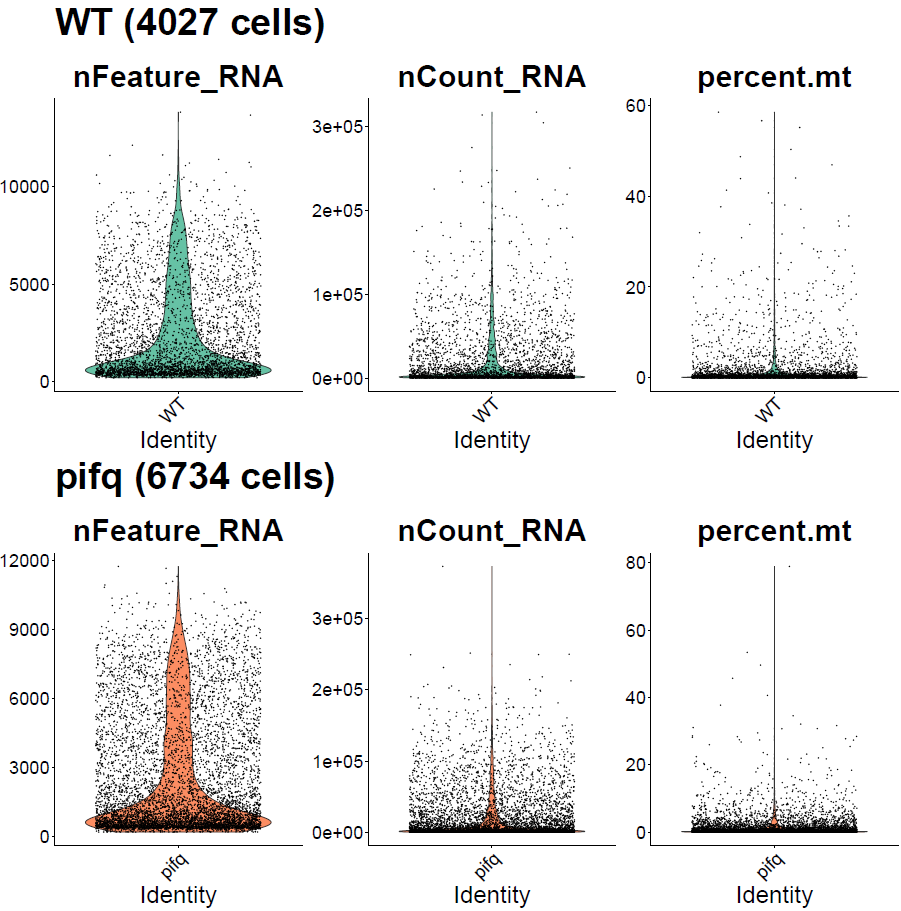 WT (4027 cells)
nFeature_RNA nCount_RNA percent.mt
10000
5000
0
3e+05
2e+05
1e+05
0e+00
60
40
20
0
WT WT WT
Identity Identity Identity
pifq (6734 cells)
nFeature_RNA nCount_RNA percent.mt
12000
9000
6000
3000
0
3e+05
2e+05
1e+05
0e+00
80
60
40
20
0
pifq pifq pifq
Identity Identity Identity